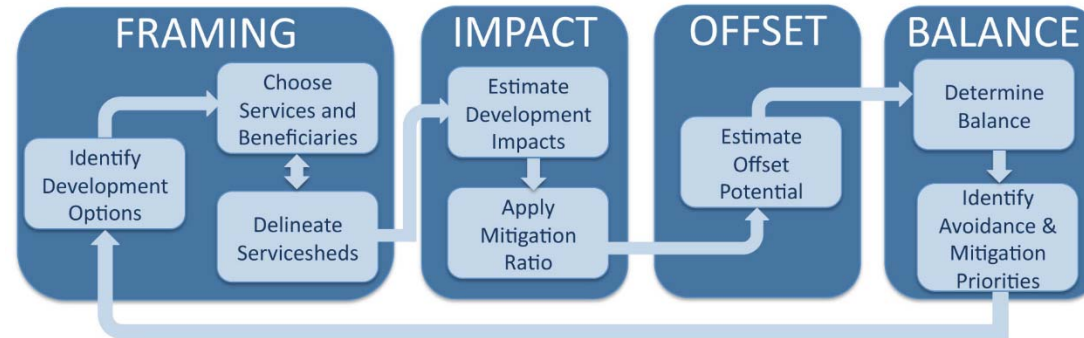 FRAMING
Identify
Development
Options
Choose
Services and
Beneficiaries
Delineate
Servicesheds
IMPACT
Estimate
Development
Impacts
Apply
Mitigation
Ratio
OFFSET
Estimate
Offset
Potential
BALANCE
Determine
Balance
Identify
Avoidance &
Mitigation
Priorities